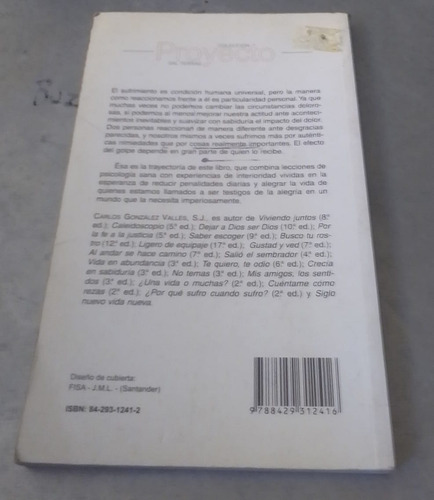 Proyecto
El sufrimiento es condición humana universal, pero la manera
como reaccionamos frente a él es particularidad personal. Ya que
muchas veces no podemos cambiar las circunstancias
dolorosas, sí podemos al menos mejorar nuestra actitud ante aconteci-
mientos inevitables y suavizar con sabiduría el impacto del dolor.
Dos personas reaccionan de manera diferente ante desgracias
parecidas, y nosotros mismos a veces sufrimos más por autén-
ticas nimiedades que por cosas realmente importantes. El efecto
del golpe depende en gran parte de quien lo recibe.
Ésa es la trayectoria de este libro, que combina lecciones de
psicología sana con experiencias de interioridad vividas en la
esperanza de reducir penalidades diarias y alegrar la vida de
quienes estamos llamados a ser testigos de la alegría en un
mundo que la necesita imperiosamente.
CARLOS GONZÁLEZ VALLÉS, S.J., es autor de Viviendo juntos (8ª
ed.); Caleidoscopio (5ª ed.); Dejar a Dios ser Dios (10ª ed.); Por
la fe a la justicia (5ª ed.); Saber escoger (9ª ed.); Busco tu ros-
tro (12ª ed.); Ligero de equipaje (17ª ed.); Gustad y ved (7ª ed.);
Al andar se hace camino (7ª ed.); Salió el sembrador (4ª ed.);
Vida en abundancia (3ª ed.); Te quiero, te odio (6ª ed.); Crecía
en sabiduría (3ª ed.); No temas (3ª ed.); Mis amigos, los senti-
dos (3ª ed.); ¿Una vida o muchas? (2ª ed.); Cuéntame cómo
rezas (2ª ed.); ¿Por qué sufro cuando sufro? (2ª ed.) y Siglo
nuevo vida nueva.
Diseño de cubierta:
FISA - J.M.L. - (Santander)
ISBN: 84-293-1241-2
9 788429 312416